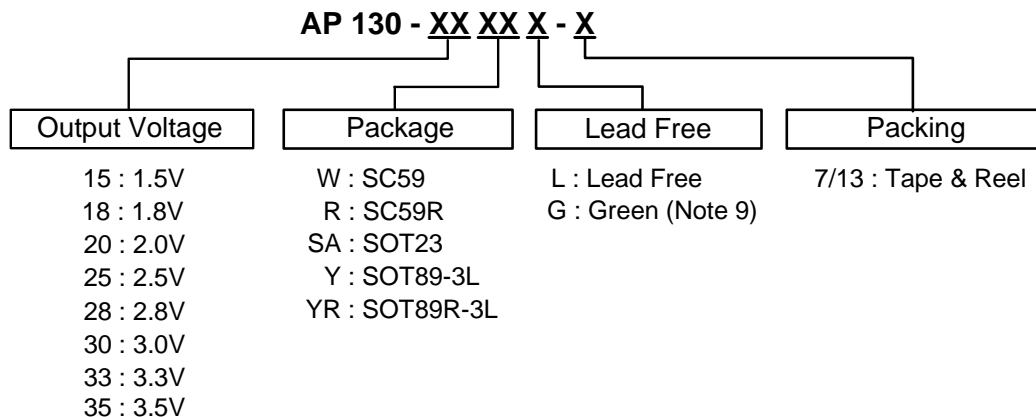 AP 130 - XX XX X - X
Output Voltage
15 : 1.5V
18 : 1.8V
20 : 2.0V
25 : 2.5V
28 : 2.8V
30 : 3.0V
33 : 3.3V
35 : 3.5V
Package
W : SC59
R : SC59R
SA : SOT23
Y : SOT89-3L
YR : SOT89R-3L
Lead Free
L : Lead Free
G : Green (Note 9)
Packing
7/13 : Tape & Reel